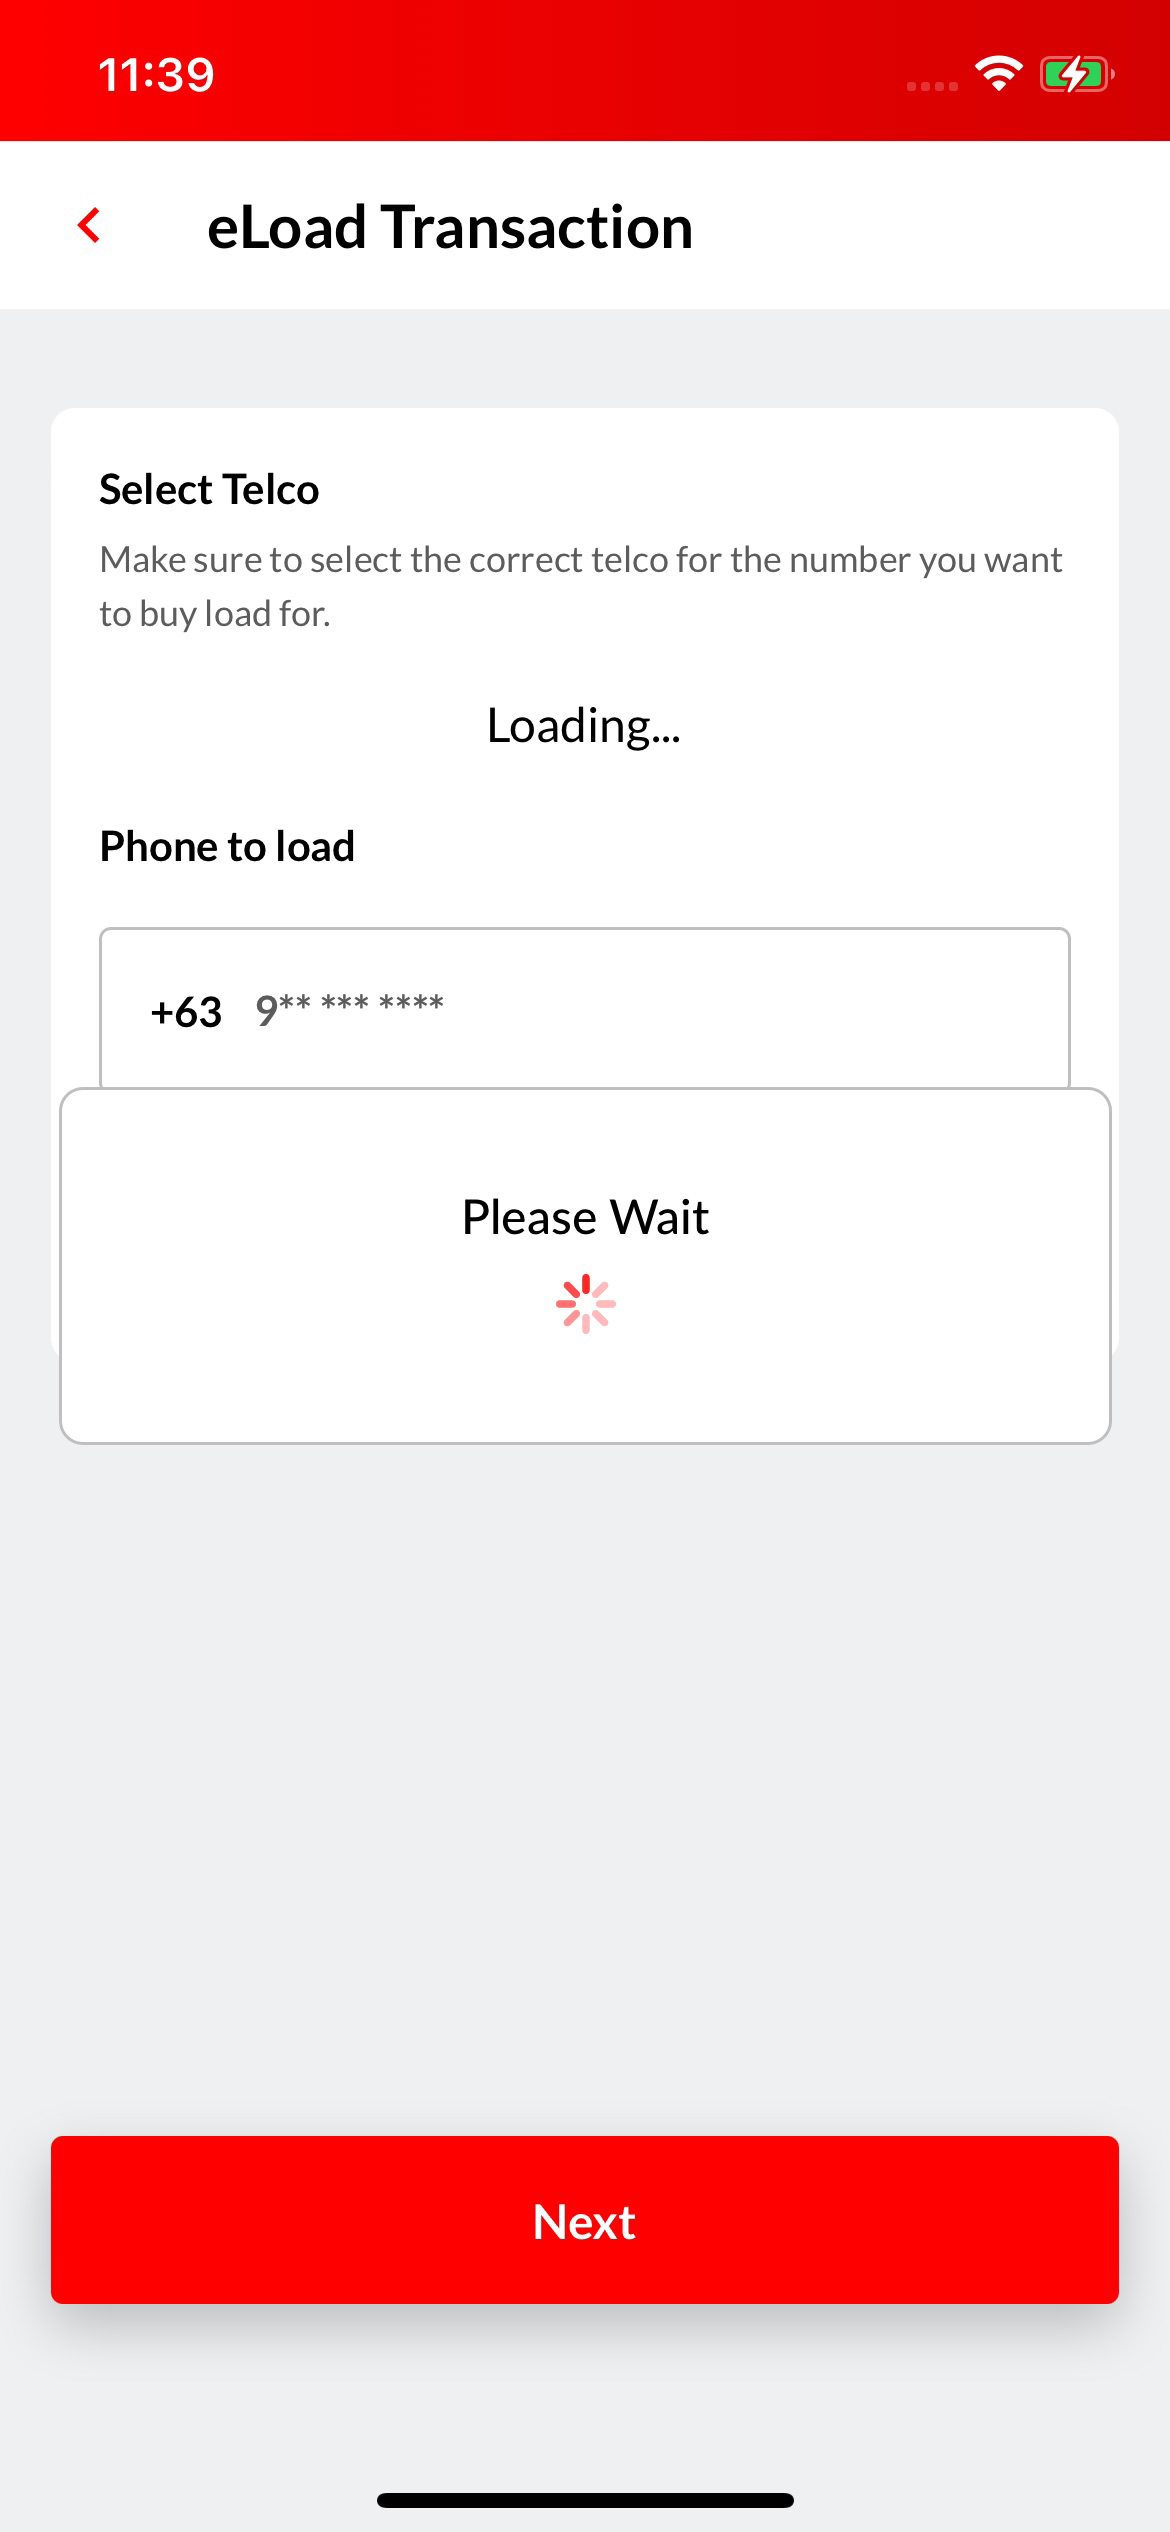 11:39
eLoad Transaction
Select Telco
Make sure to select the correct telco for the number you want
to buy load for.
Loading...
Phone to load
+63 9** *** ****
Please Wait
Next